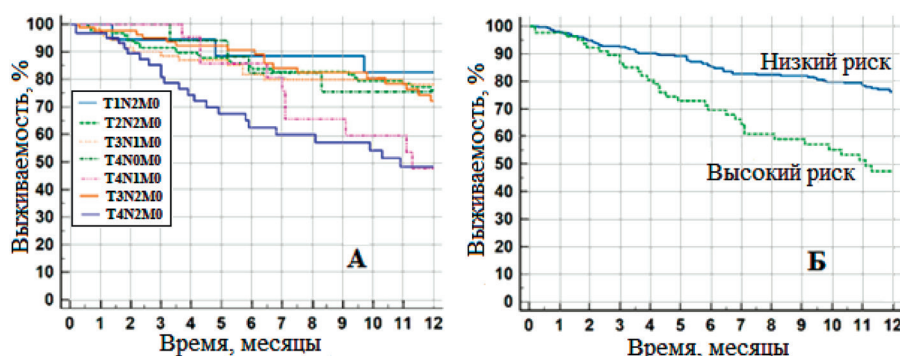 Выживаемость, %
100
90
80
70
60
50
40
30
20
10
0
T1N2M0
T2N2M0
T3N1M0
T4N0M0
T4N1M0
T3N2M0
T4N2M0
А
0 1 2 3 4 5 6 7 8 9 10 11 12
Время, месяцы
Выживаемость, %
100
90
80
70
60
50
40
30
20
10
0
Низкий риск
Высокий риск
Б
0 1 2 3 4 5 6 7 8 9 10 11 12
Время, месяцы